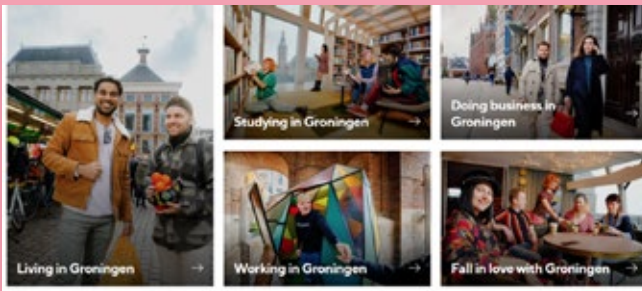 Studying in Groningen
Doing business in
Groningen
Living in Groningen
Working in Groningen
Fall in love with Groningen